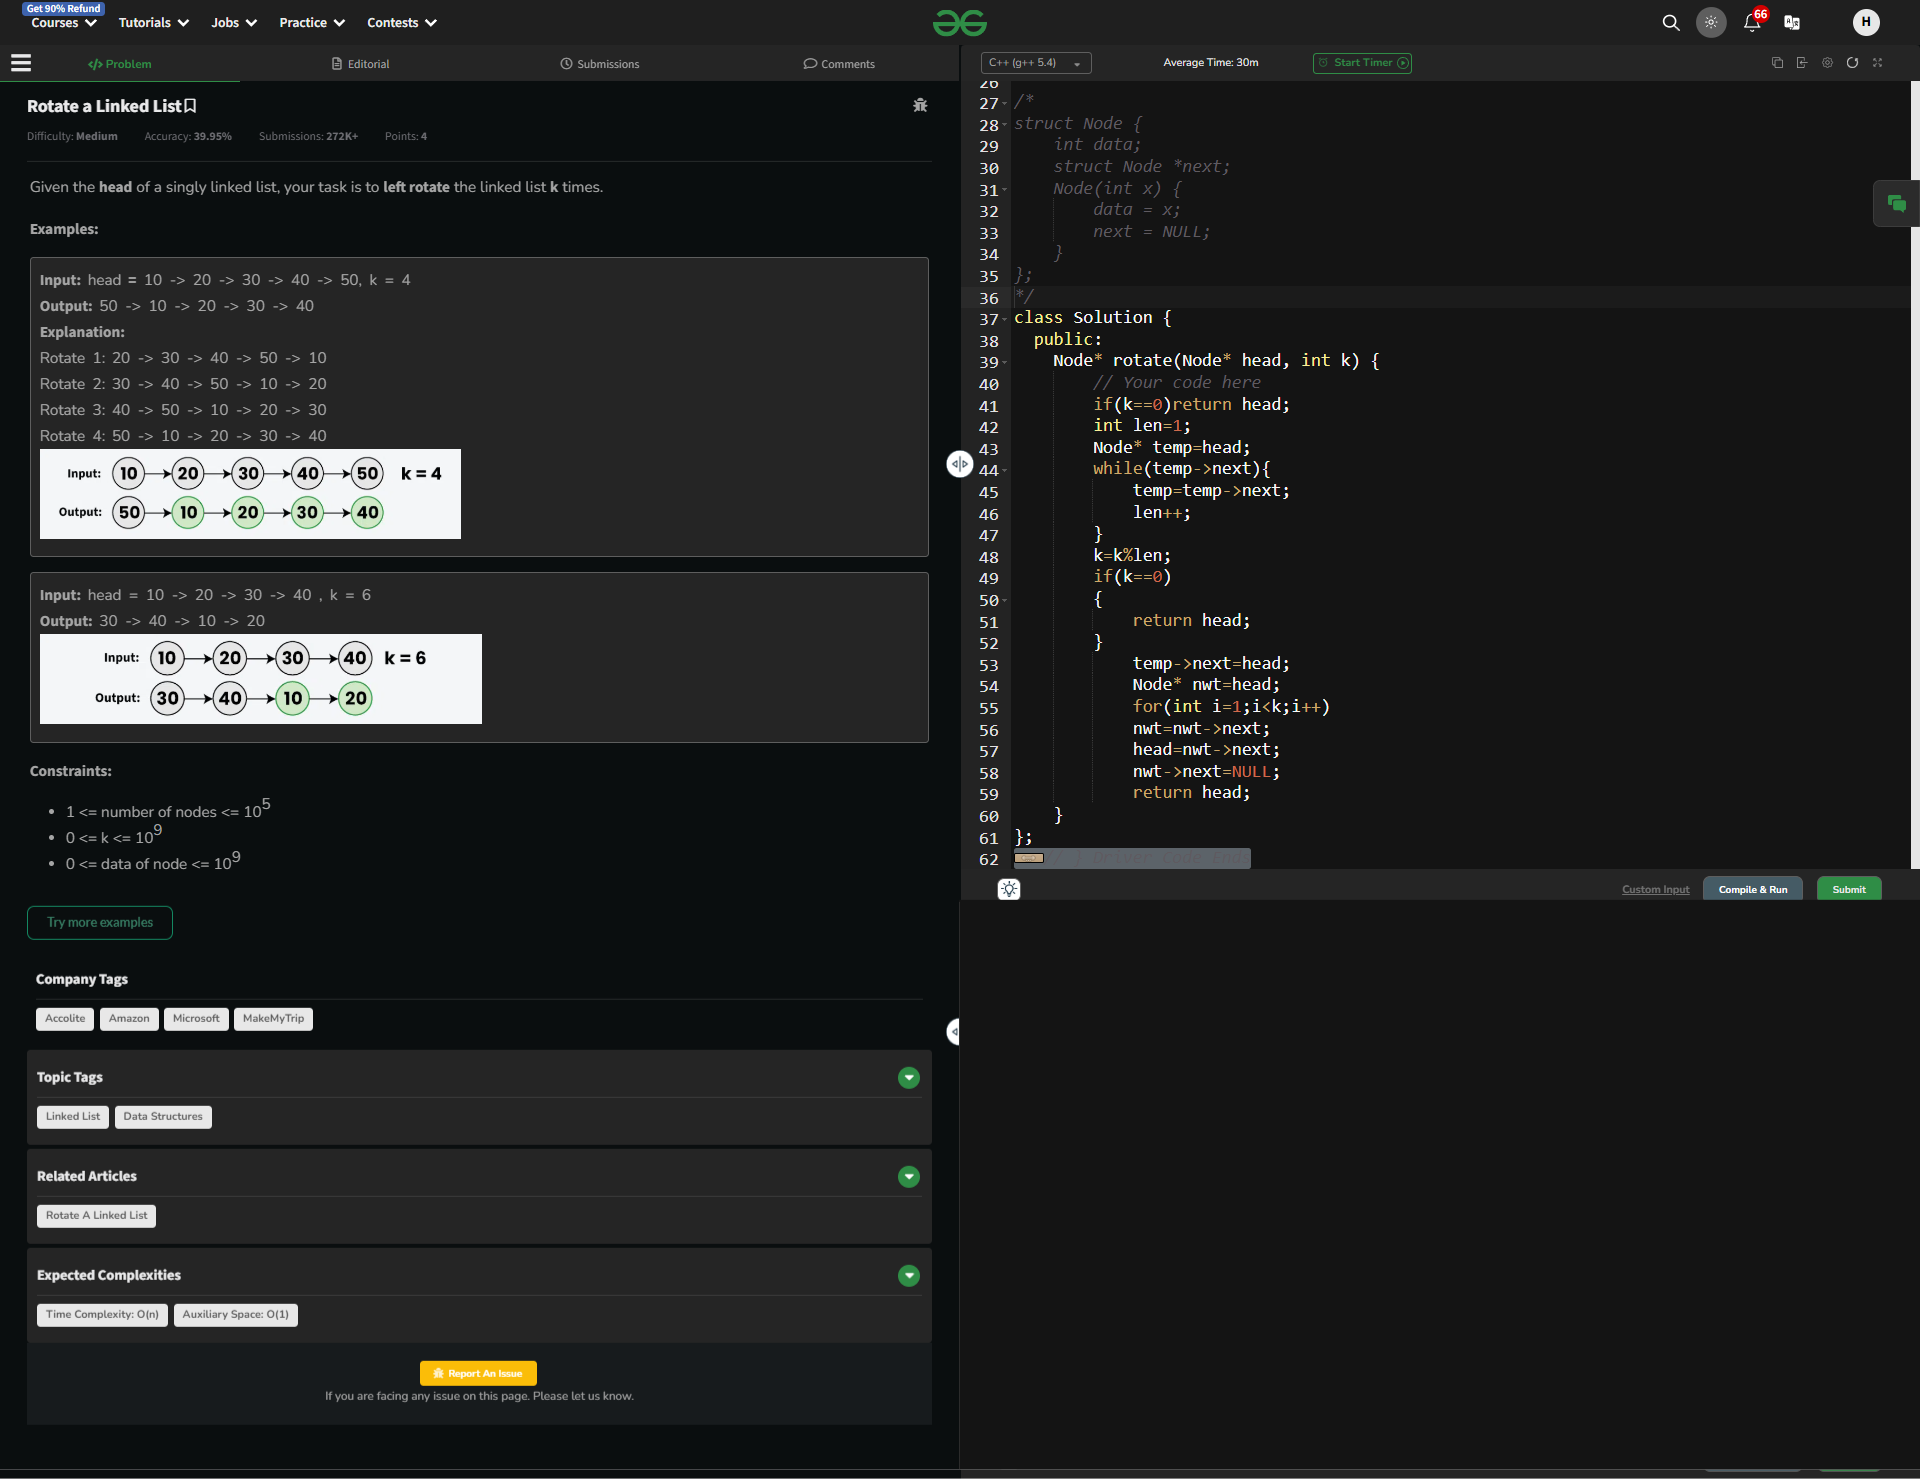 Get 90% Refund
Courses
Tutorials
Jobs
Practice
Contests
66
H
</> Problem
Editorial
Submissions
Comments
Rotate a Linked List
Difficulty: Medium Accuracy: 39.95% Submissions: 272K+ Points: 4
Given the head of a singly linked list, your task is to left rotate the linked list k times.
Examples:
Input: head = 10 -> 20 -> 30 -> 40 -> 50, k = 4
Output: 50 -> 10 -> 20 -> 30 -> 40
Explanation:
Rotate 1: 20 -> 30 -> 40 -> 50 -> 10
Rotate 2: 30 -> 40 -> 50 -> 10 -> 20
Rotate 3: 40 -> 50 -> 10 -> 20 -> 30
Rotate 4: 50 -> 10 -> 20 -> 30 -> 40
Input: 10 20 30 40 50 k = 4
Output: 50 10 20 30 40
Input: head = 10 -> 20 -> 30 -> 40 , k = 6
Output: 30 -> 40 -> 10 -> 20
Input: 10 20 30 40 k = 6
Output: 30 40 10 20
Constraints:
• 1 <= number of nodes <= 10^5
• 0 <= k <= 10^9
• 0 <= data of node <= 10^9
Try more examples
Company Tags
Accolite Amazon Microsoft MakeMyTrip
Topic Tags
Linked List Data Structures
Related Articles
Rotate A Linked List
Expected Complexities
Time Complexity: O(n) Auxiliary Space: O(1)
Report An Issue
If you are facing any issue on this page. Please let us know.
C++ (g++ 5.4)
Average Time: 30m
Start Timer
26
27 /*
28 struct Node {
29     int data;
30     struct Node *next;
31     Node(int x) {
32         data = x;
33         next = NULL;
34     }
35 };
36 */
37 class Solution {
38   public:
39     Node* rotate(Node* head, int k) {
40         // Your code here
41         if(k==0)return head;
42         int len=1;
43         Node* temp=head;
44         while(temp->next){
45             temp=temp->next;
46             len++;
47         }
48         k=k%len;
49         if(k==0)
50         {
51             return head;
52         }
53             temp->next=head;
54             Node* nwt=head;
55             for(int i=1;i<k;i++)
56             nwt=nwt->next;
57             head=nwt->next;
58             nwt->next=NULL;
59             return head;
60     }
61 };
62 // } Driver Code Ends
Custom Input
Compile & Run
Submit